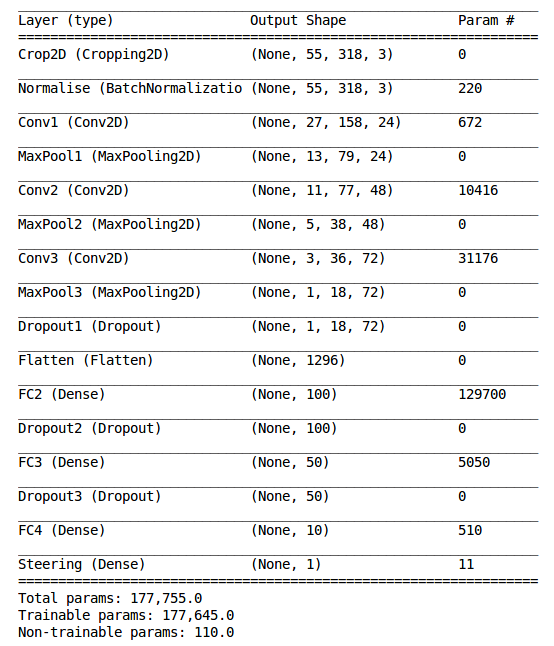 Layer (type) Output Shape Param #
=================================================================
Crop2D (Cropping2D) (None, 55, 318, 3) 0
Normalise (BatchNormalizatio (None, 55, 318, 3) 220
Conv1 (Conv2D) (None, 27, 158, 24) 672
MaxPool1 (MaxPooling2D) (None, 13, 79, 24) 0
Conv2 (Conv2D) (None, 11, 77, 48) 10416
MaxPool2 (MaxPooling2D) (None, 5, 38, 48) 0
Conv3 (Conv2D) (None, 3, 36, 72) 31176
MaxPool3 (MaxPooling2D) (None, 1, 18, 72) 0
Dropout1 (Dropout) (None, 1, 18, 72) 0
Flatten (Flatten) (None, 1296) 0
FC2 (Dense) (None, 100) 129700
Dropout2 (Dropout) (None, 100) 0
FC3 (Dense) (None, 50) 5050
Dropout3 (Dropout) (None, 50) 0
FC4 (Dense) (None, 10) 510
Steering (Dense) (None, 1) 11
=================================================================
Total params: 177,755.0
Trainable params: 177,645.0
Non-trainable params: 110.0